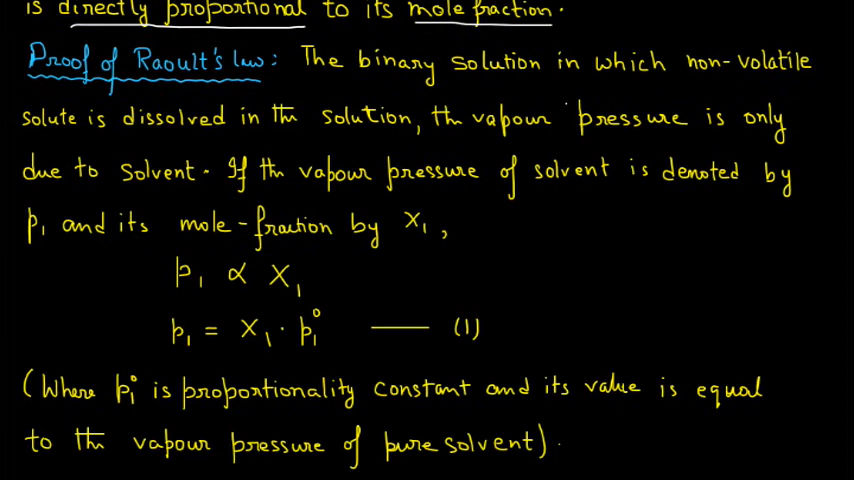 is directly proportional to its mole fraction.
Proof of Raoult's law: The binary solution in which non-volatile
solute is dissolved in the solution, the vapour pressure is only
due to solvent. If the vapour pressure of solvent is denoted by
p₁ and its mole-fraction by X₁,
p₁ ∝ X₁
p₁ = X₁ · p₁⁰ —— (1)
(Where p₁⁰ is proportionality constant and its value is equal
to the vapour pressure of pure solvent).